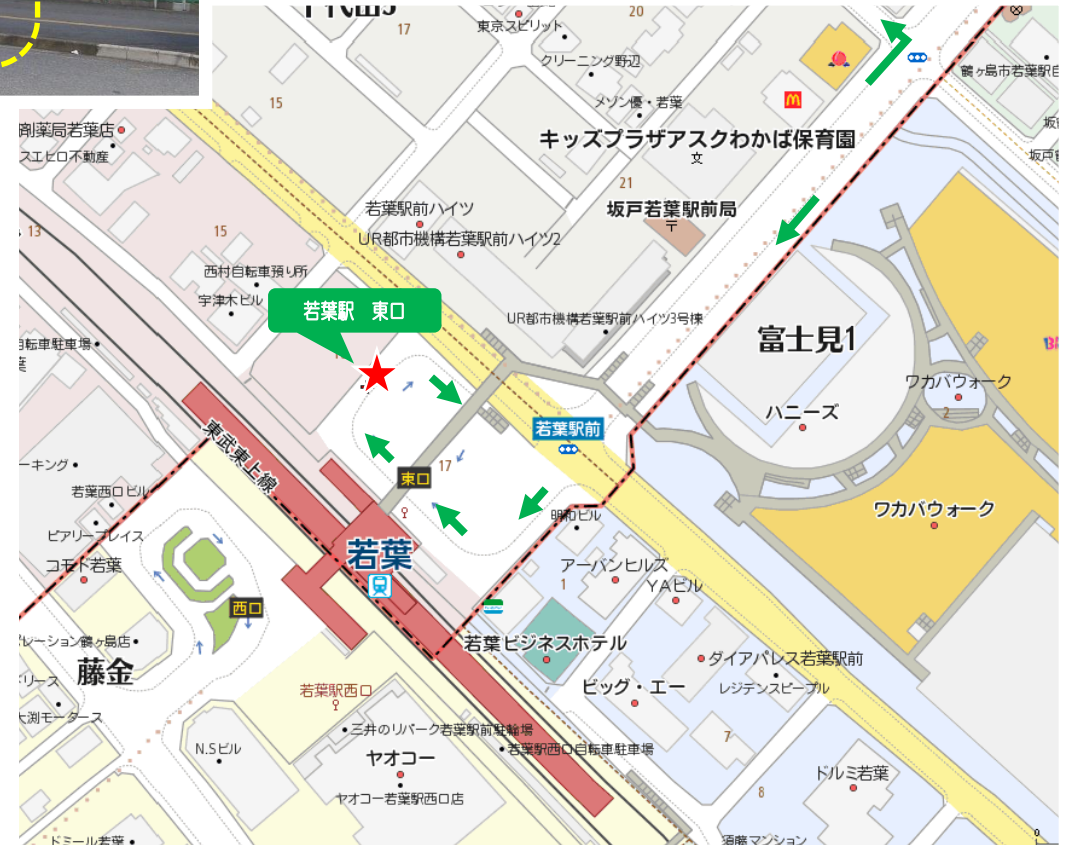 東京スピリット
17
20
クリーニング野辺
鶴ヶ島市若葉駅
15
メゾン優・若葉
剤薬局若葉店
スエヒロ不動産
キッズプラザアスクわかば保育園
文
21
若葉駅前ハイツ
坂戸若葉駅前局
〒
13
15
UR都市機構若葉駅前ハイツ2
西村自転車預り所
宇津木ビル
若葉駅 東口
UR都市機構若葉駅前ハイツ3号棟
富士見1
自転車駐車場
ワカバウォーク
2
ハニーズ
若葉駅前
東武東上線
ーキング
17
東口
若葉西口ビル
ワカバウォーク
明和ビル
ピアリープレイス
若葉
コモド若葉
アーバンヒルズ
1
YAビル
西口
若葉ビジネスホテル
レーション鶴ヶ島店
藤金
ダイアパレス若葉駅前
リース
ビッグ・エー
レジデンスピープル
若葉駅西口
大渕モータース
三井のリパーク若葉駅前駐輪場
7
N.Sビル
若葉駅西口自転車駐車場
ヤオコー
ドルミ若葉
ヤオコー若葉駅西口店
8
ドミール若葉
須藤マンション
0